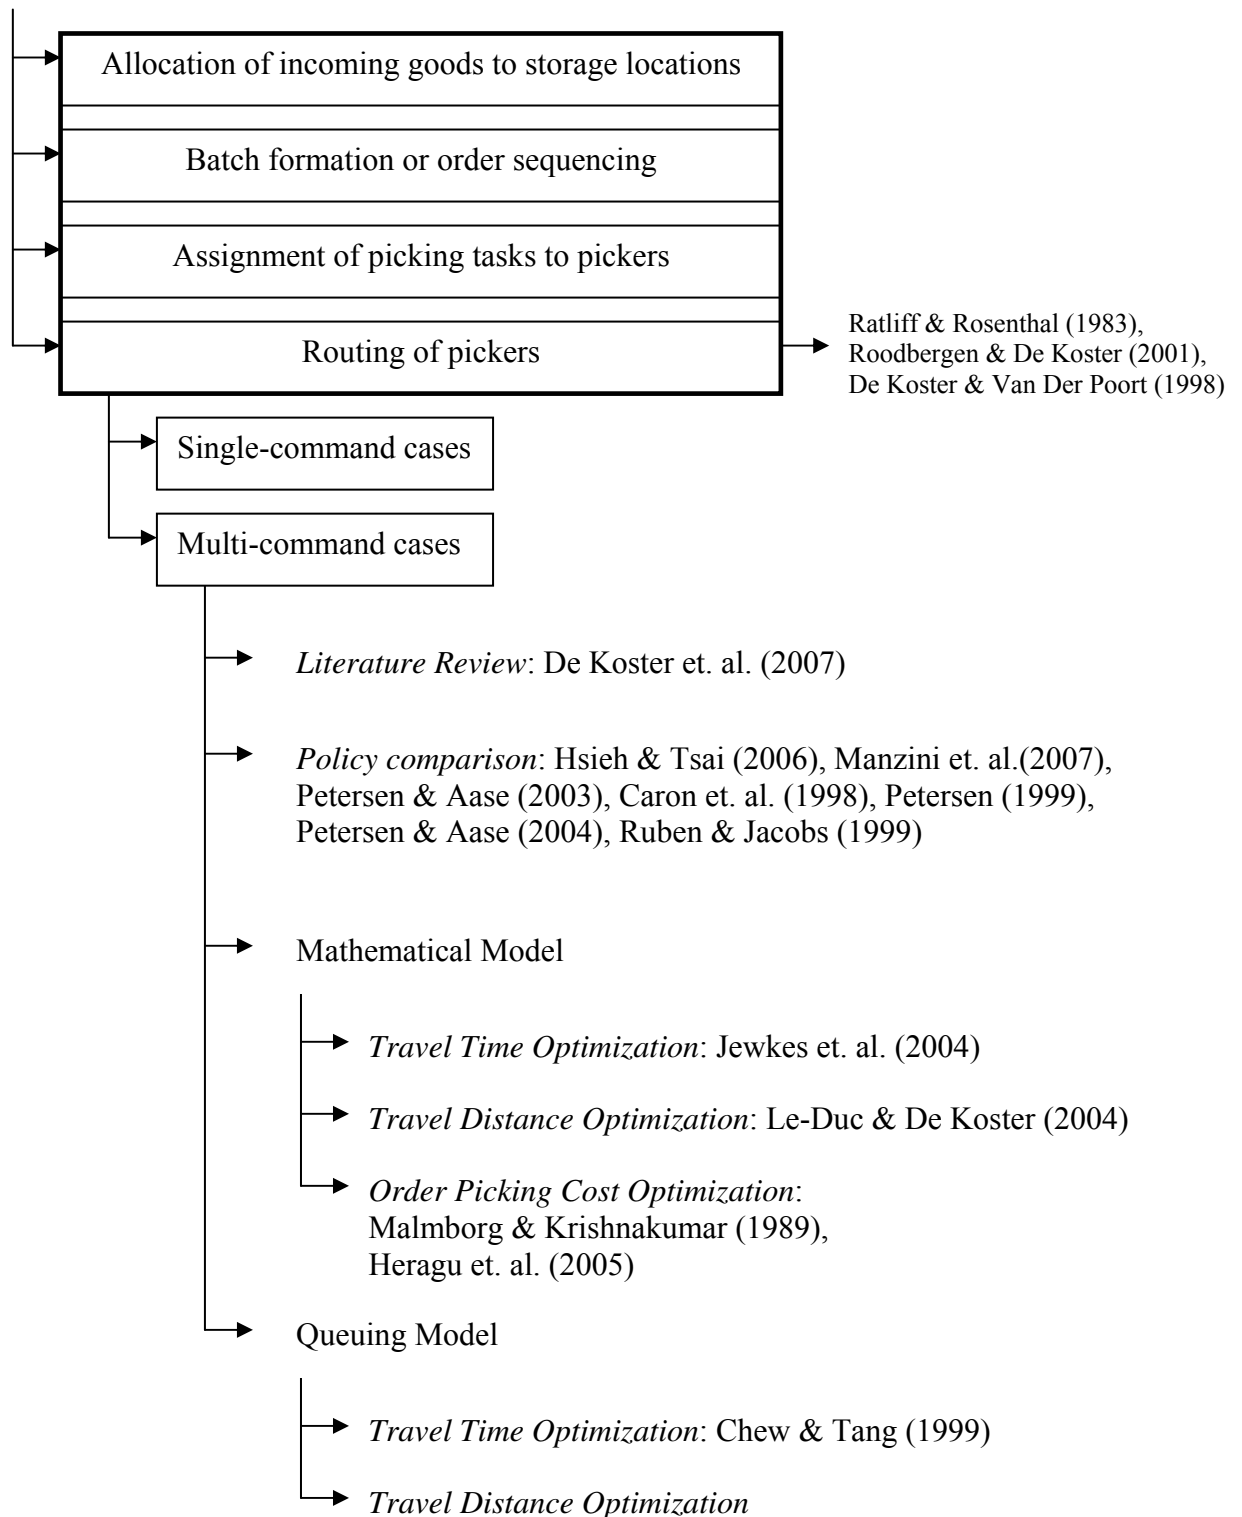 Allocation of incoming goods to storage locations
Batch formation or order sequencing
Assignment of picking tasks to pickers
Routing of pickers
Ratliff & Rosenthal (1983),
Roodbergen & De Koster (2001),
De Koster & Van Der Poort (1998)
Single-command cases
Multi-command cases
Literature Review: De Koster et. al. (2007)
Policy comparison: Hsieh & Tsai (2006), Manzini et. al.(2007),
Petersen & Aase (2003), Caron et. al. (1998), Petersen (1999),
Petersen & Aase (2004), Ruben & Jacobs (1999)
Mathematical Model
Travel Time Optimization: Jewkes et. al. (2004)
Travel Distance Optimization: Le-Duc & De Koster (2004)
Order Picking Cost Optimization:
Malmborg & Krishnakumar (1989),
Heragu et. al. (2005)
Queuing Model
Travel Time Optimization: Chew & Tang (1999)
Travel Distance Optimization